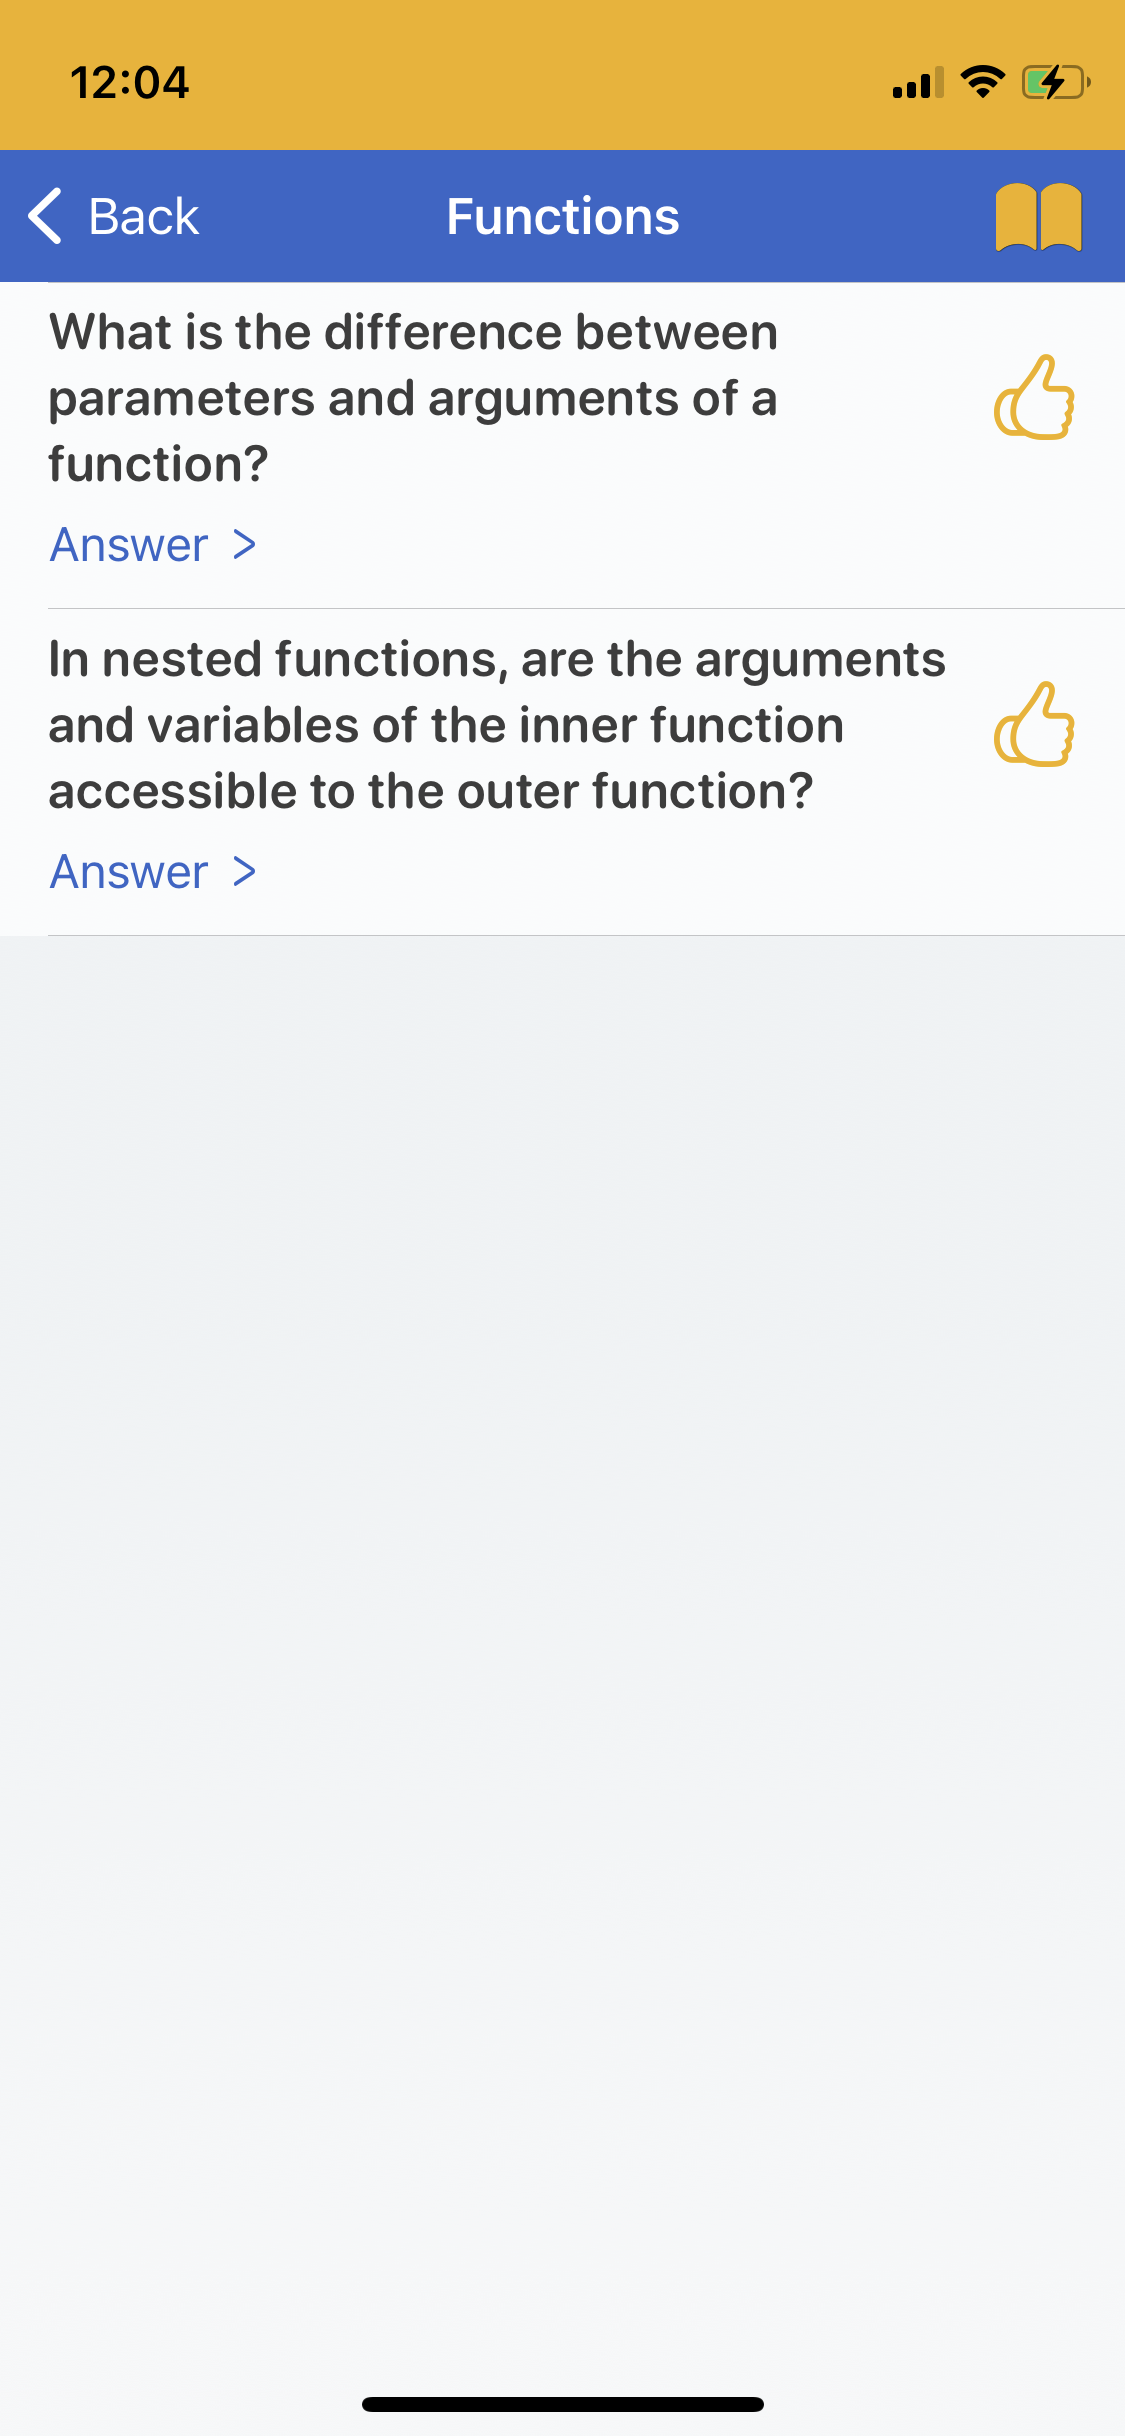 12:04
Back
Functions
What is the difference between
parameters and arguments of a
function?
Answer >
In nested functions, are the arguments
and variables of the inner function
accessible to the outer function?
Answer >